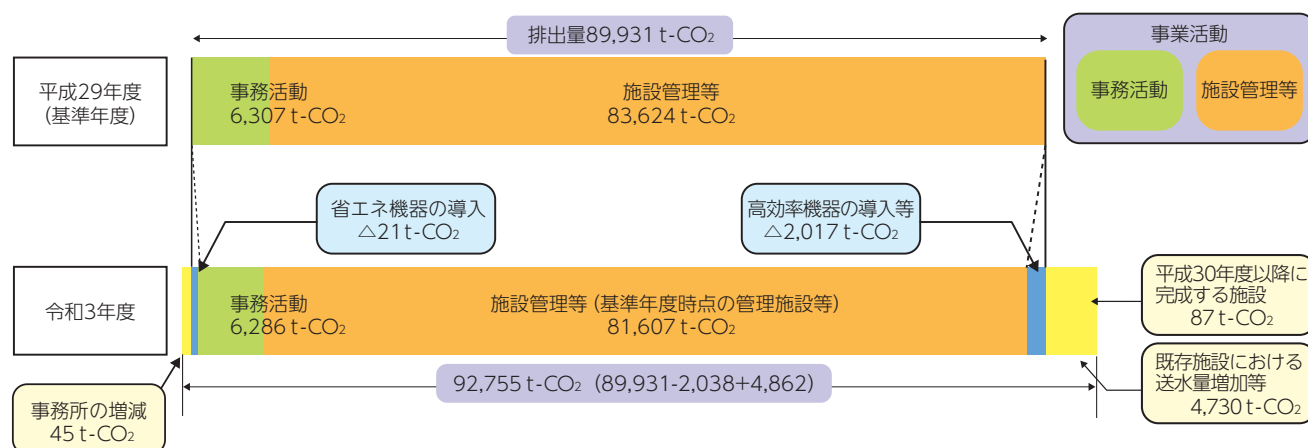 排出量89,931 t-CO2
事業活動
事務活動
施設管理等
平成29年度
(基準年度)
事務活動
6,307 t-CO2
施設管理等
83,624 t-CO2
省エネ機器の導入
△21 t-CO2
高効率機器の導入等
△2,017 t-CO2
令和3年度
事務活動
6,286 t-CO2
施設管理等 (基準年度時点の管理施設等)
81,607 t-CO2
平成30年度以降に
完成する施設
87 t-CO2
92,755 t-CO2 (89,931-2,038+4,862)
既存施設における
送水量増加等
4,730 t-CO2
事務所の増減
45 t-CO2